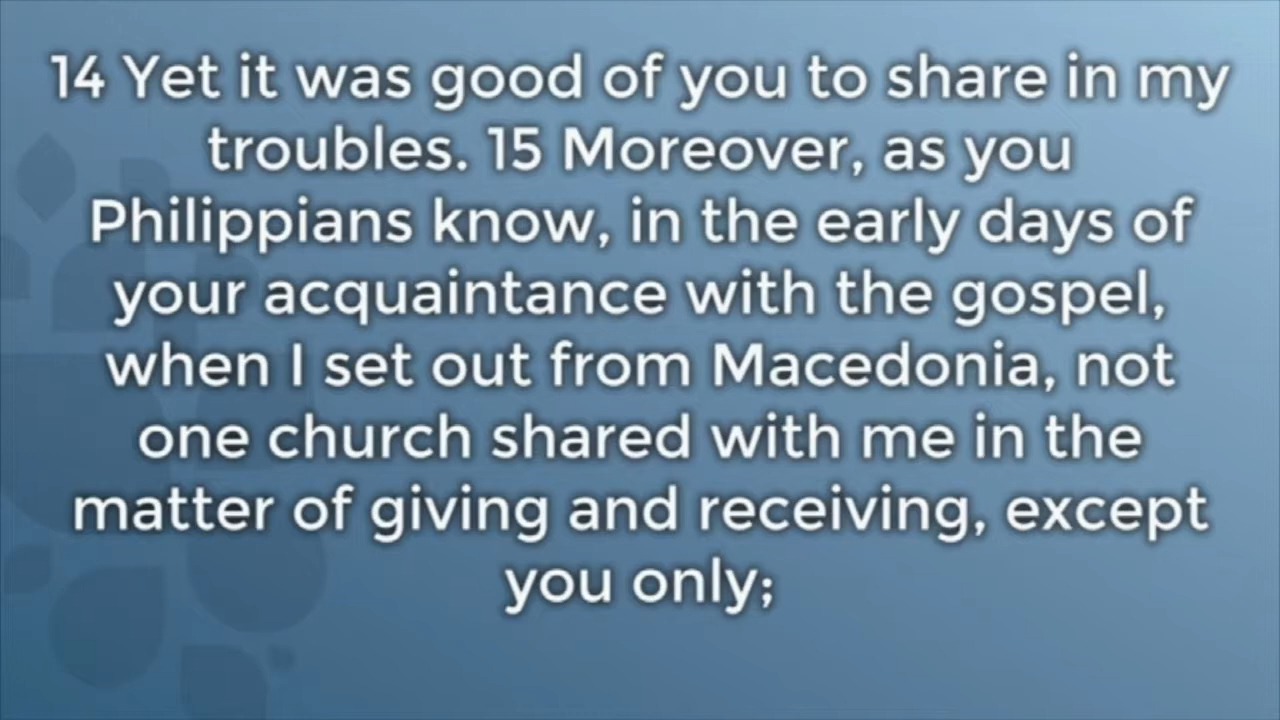 14 Yet it was good of you to share in my
troubles. 15 Moreover, as you
Philippians know, in the early days of
your acquaintance with the gospel,
when I set out from Macedonia, not
one church shared with me in the
matter of giving and receiving, except
you only;